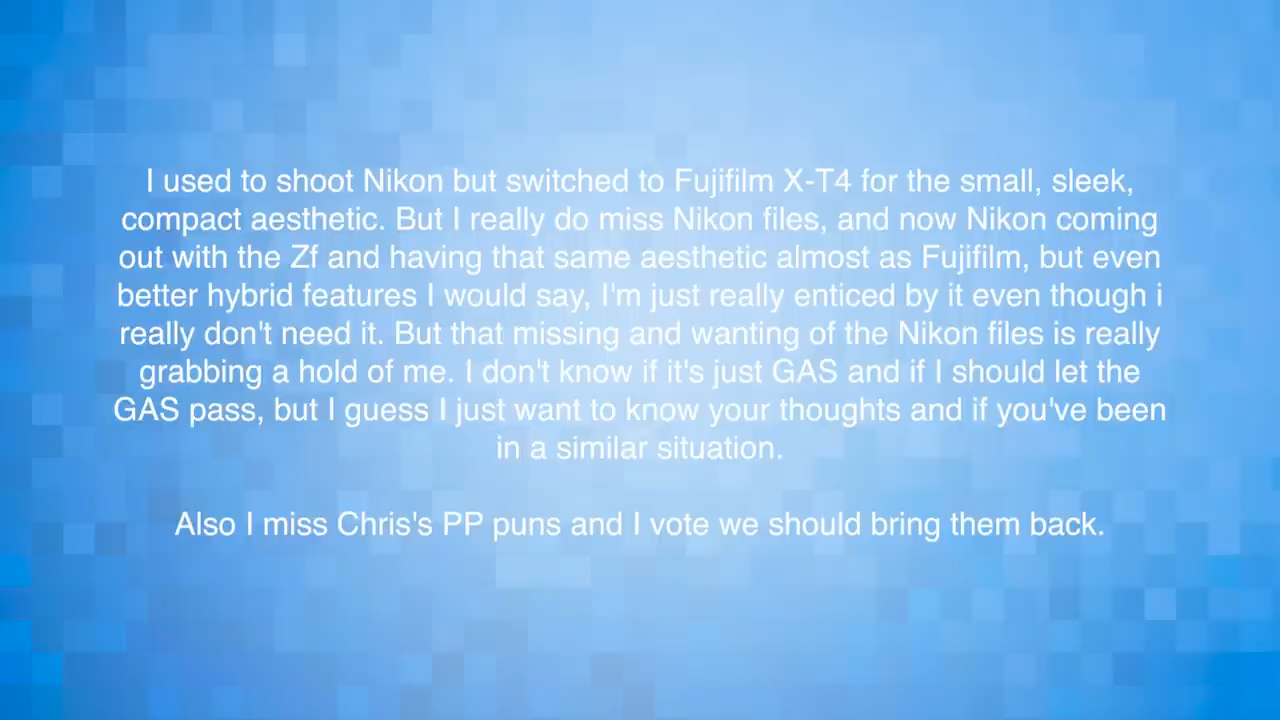 I used to shoot Nikon but switched to Fujifilm X-T4 for the small, sleek,
compact aesthetic. But I really do miss Nikon files, and now Nikon coming
out with the Zf and having that same aesthetic almost as Fujifilm, but even
better hybrid features I would say, I'm just really enticed by it even though i
really don't need it. But that missing and wanting of the Nikon files is really
grabbing a hold of me. I don't know if it's just GAS and if I should let the
GAS pass, but I guess I just want to know your thoughts and if you've been
in a similar situation.
Also I miss Chris's PP puns and I vote we should bring them back.